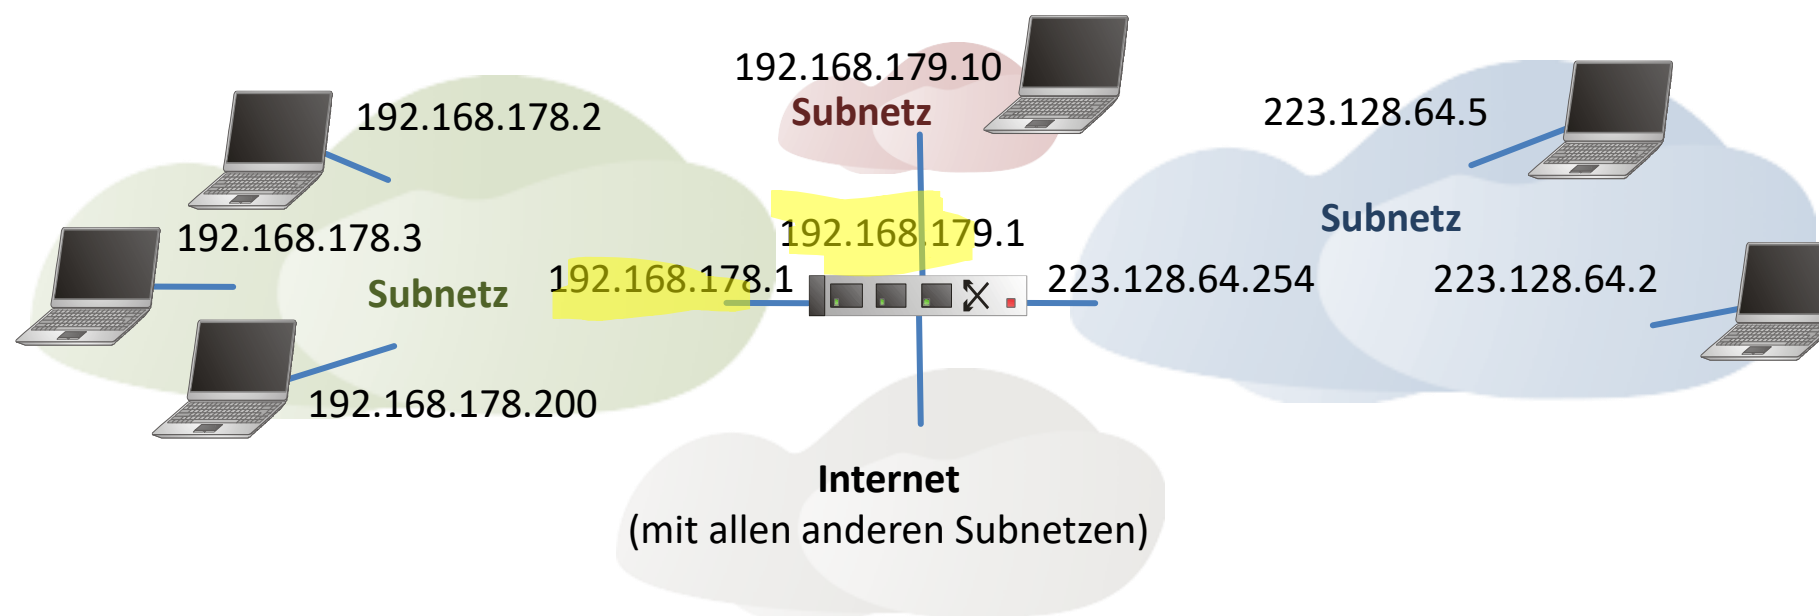 192.168.179.10
Subnetz
192.168.178.2
223.128.64.5
192.168.178.3
192.168.179.1
Subnetz
Subnetz
192.168.178.1
223.128.64.254
223.128.64.2
192.168.178.200
Internet
(mit allen anderen Subnetzen)